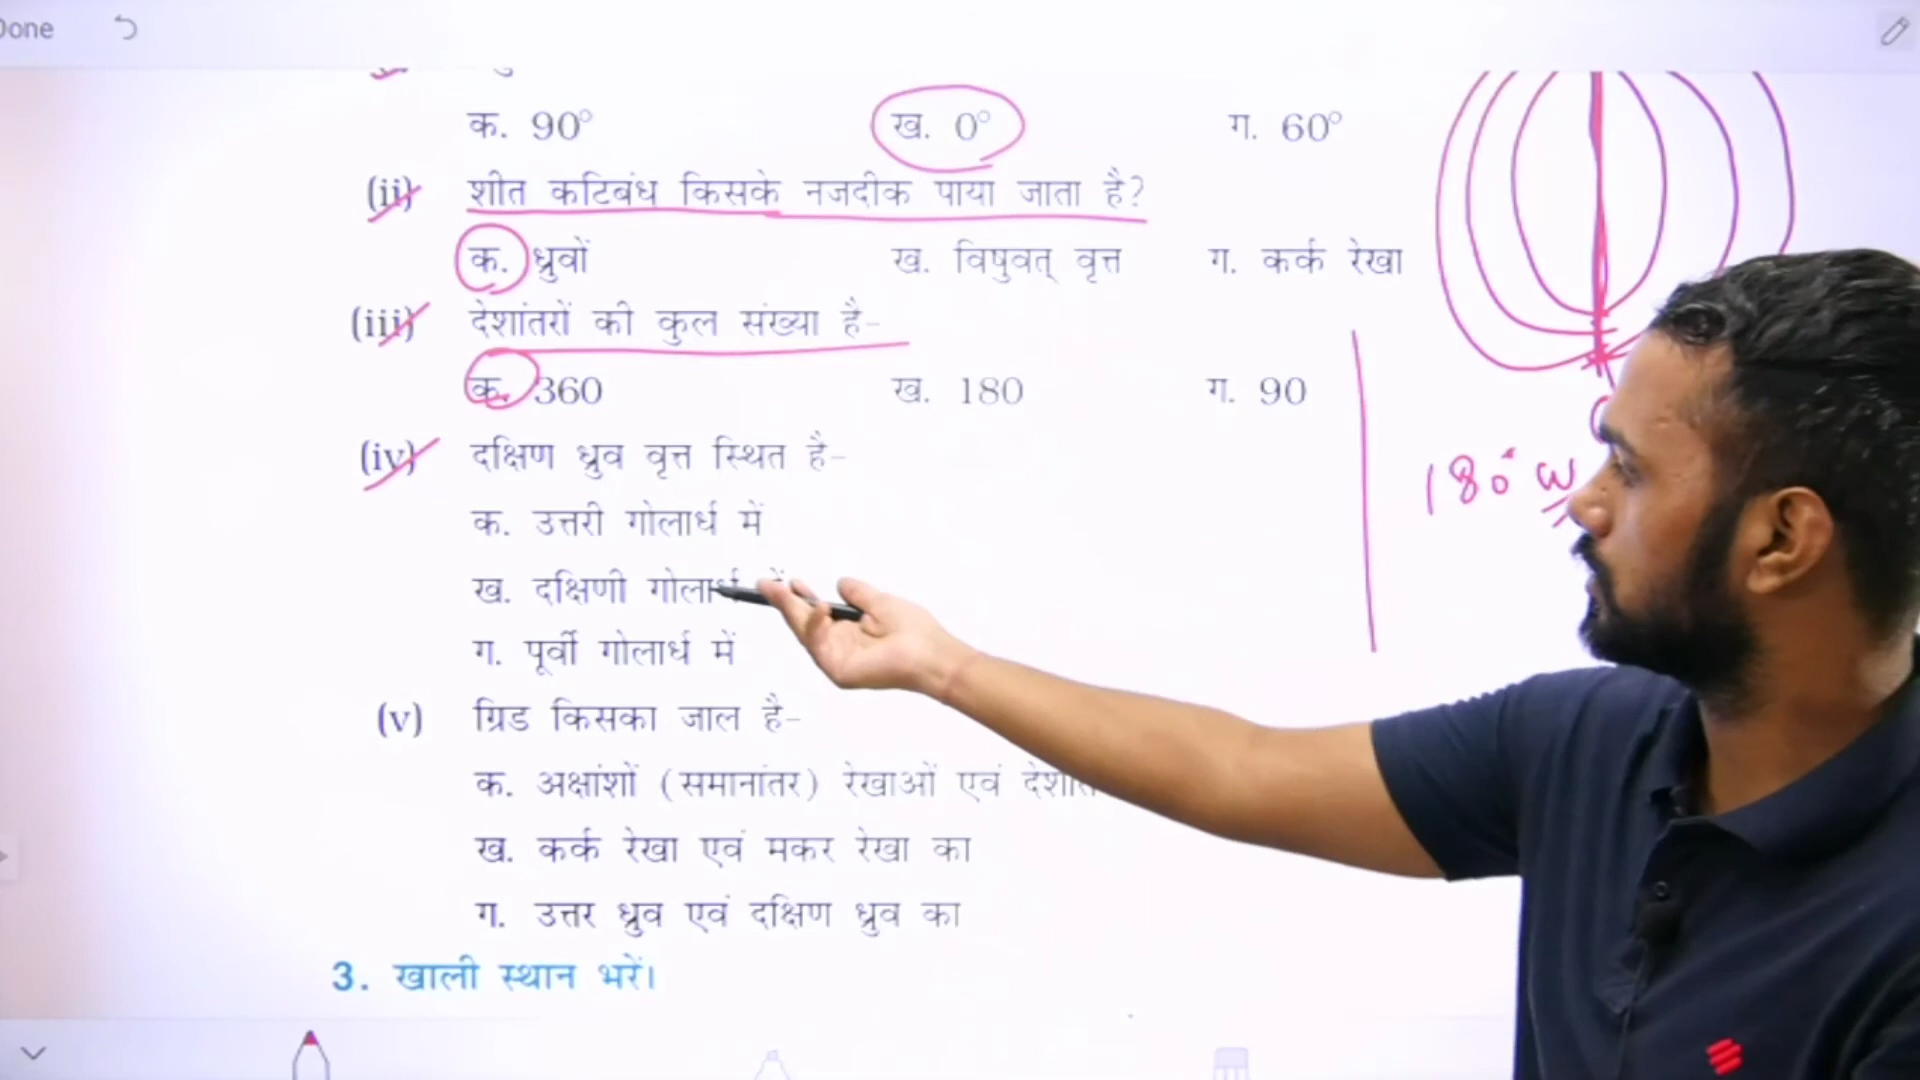 Done
क. 90° ख. 0° ग. 60°
(ii) शीत कटिबंध किसके नजदीक पाया जाता है?
क. ध्रुवों ख. विषुवत् वृत्त ग. कर्क रेखा
(iii) देशांतरों की कुल संख्या है-
क. 360 ख. 180 ग. 90
(iv) दक्षिण ध्रुव वृत्त स्थित है-
180° W
क. उत्तरी गोलार्ध में
ख. दक्षिणी
ग. पूर्वी गोलार्ध में
(v) ग्रिड किसका जाल है-
क. अक्षांशों (समानांतर) रेखाओं एवं
ख. कर्क रेखा एवं मकर रेखा का
ग. उत्तर ध्रुव एवं दक्षिण ध्रुव का
3. खाली स्थान भरें।